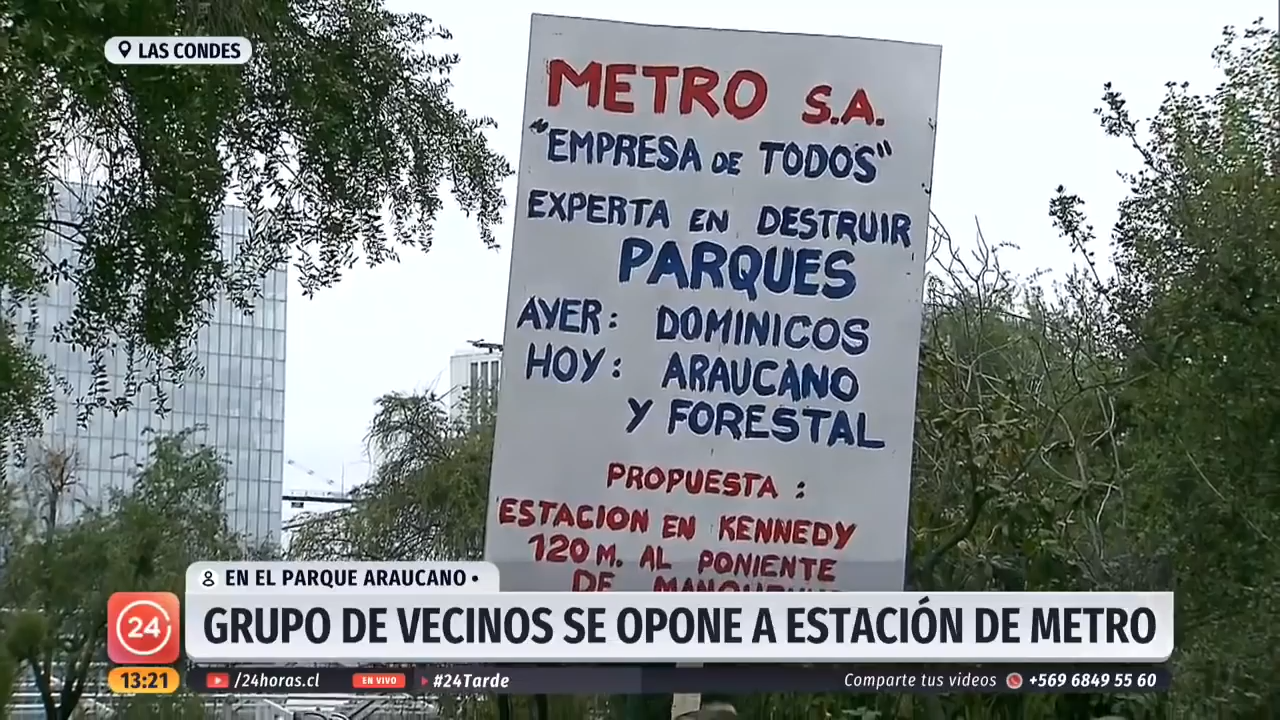 LAS CONDES
METRO S.A.
"EMPRESA DE TODOS"
EXPERTA EN DESTRUIR
PARQUES
AYER: DOMINICOS
HOY: ARAUCANO
Y FORESTAL
PROPUESTA:
ESTACION EN KENNEDY
120 M. AL PONIENTE
DE
EN EL PARQUE ARAUCANO •
24
GRUPO DE VECINOS SE OPONE A ESTACIÓN DE METRO
13:21
/24horas.cl
EN VIVO
#24Tarde
Comparte tus videos
+569 6849 55 60